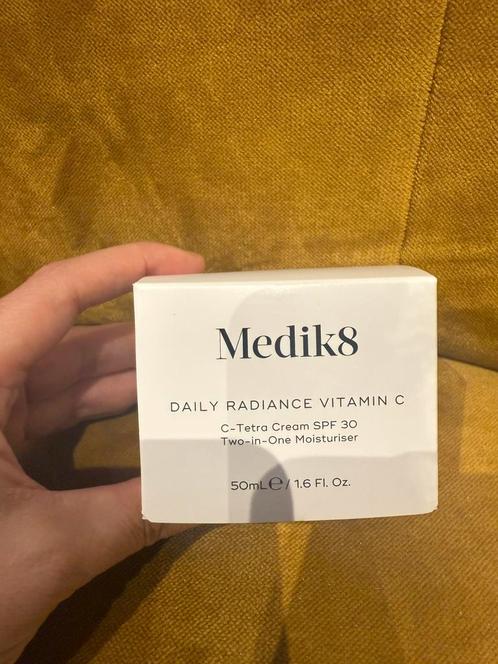 Medik8
DAILY RADIANCE VITAMIN C
C-Tetra Cream SPF 30
Two-in-One Moisturiser
50mL℮/ 1.6 Fl. Oz.